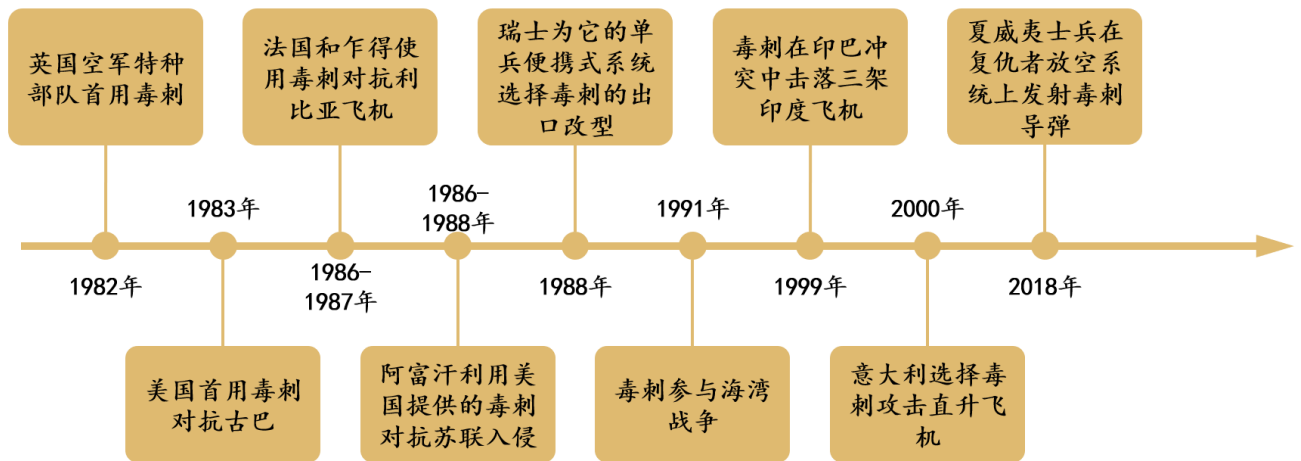 英国空军特种
部队首用毒刺
法国和乍得使
用毒刺对抗利
比亚飞机
瑞士为它的单
兵便携式系统
选择毒刺的出
口改型
毒刺在印巴冲
突中击落三架
印度飞机
夏威夷士兵在
复仇者放空系
统上发射毒刺
导弹
1983年
1986-
1988年
1991年
2000年
1982年
1986-
1987年
1988年
1999年
2018年
美国首用毒刺
对抗古巴
阿富汗利用美
国提供的毒刺
对抗苏联入侵
毒刺参与海湾
战争
意大利选择毒
刺攻击直升飞
机